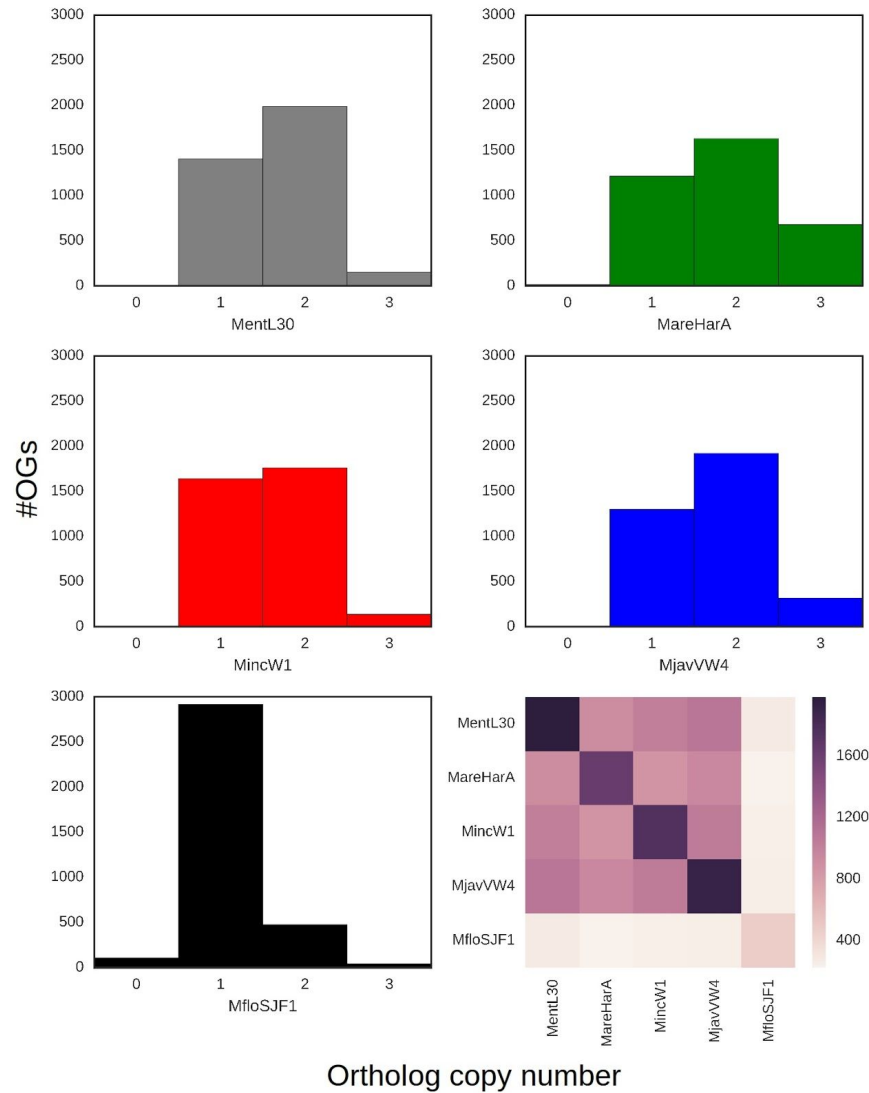 3000
2500
2000
1500
1000
500
0
0 1 2 3
MentL30
3000
2500
2000
1500
1000
500
0
0 1 2 3
MareHarA
#OGs
3000
2500
2000
1500
1000
500
0
0 1 2 3
MincW1
3000
2500
2000
1500
1000
500
0
0 1 2 3
MjavVW4
3000
2500
2000
1500
1000
500
0
0 1 2 3
MfloSJF1
MentL30
MareHarA
MincW1
MjavVW4
MfloSJF1
MentL30
MareHarA
MincW1
MjavVW4
MfloSJF1
1600
1200
800
400
Ortholog copy number